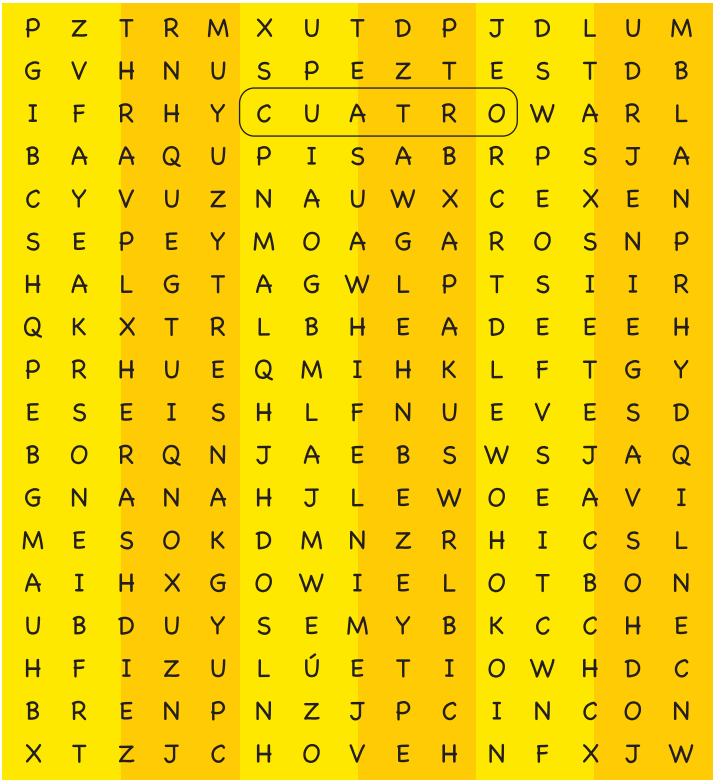 P Z T R M X U T D P J D L U M
G V H N U S P E Z T E S T D B
I F R H Y C U A T R O W A R L
B A A Q U P I S A B R P S J A
C Y V U Z N A U W X C E X E N
S E P E Y M O A G A R O S N P
H A L G T A G W L P T S I I R
Q K X T R L B H E A D E E E H
P R H U E Q M I H K L F T G Y
E S E I S H L F N U E V E S D
B O R Q N J A E B S W S J A Q
G N A N A H J L E W O E A V I
M E S O K D M N Z R H I C S L
A I H X G O W I E L O T B O N
U B D U Y S E M Y B K C C H E
H F I Z U L Ú E T I O W H D C
B R E N P N Z J P C I N C O N
X T Z J C H O V E H N F X J W